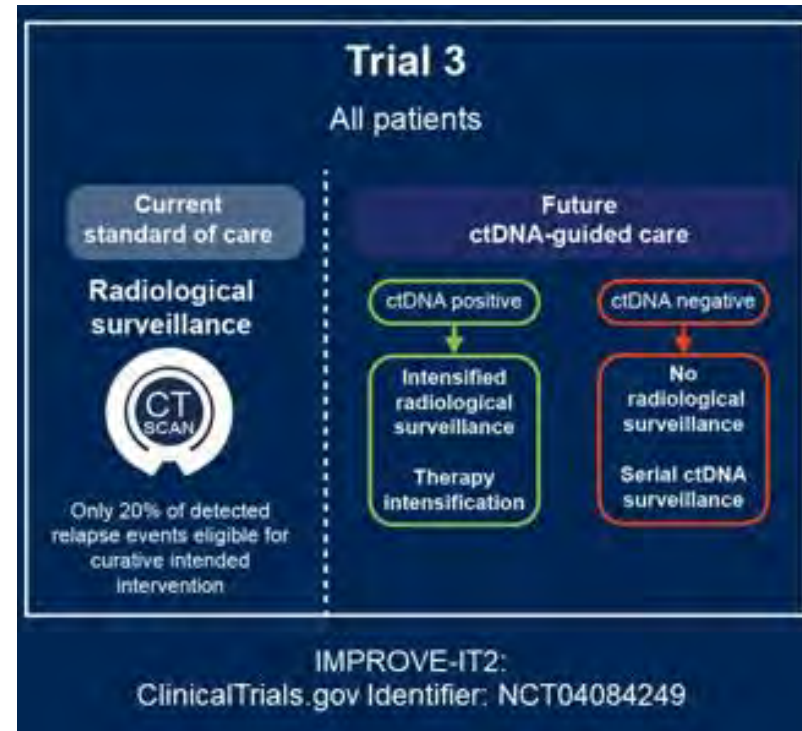 Trial 3
All patients
Current
standard of care
Radiological
surveillance
CT
SCAN
Only 20% of detected
relapse events eligible for
curative intended
intervention
Future
ctDNA-guided care
ctDNA positive
Intensified
radiological
surveillance
Therapy
intensification
ctDNA negative
No
radiological
surveillance
Serial ctDNA
surveillance
IMPROVE-IT2:
ClinicalTrials.gov Identifier: NCT04084249